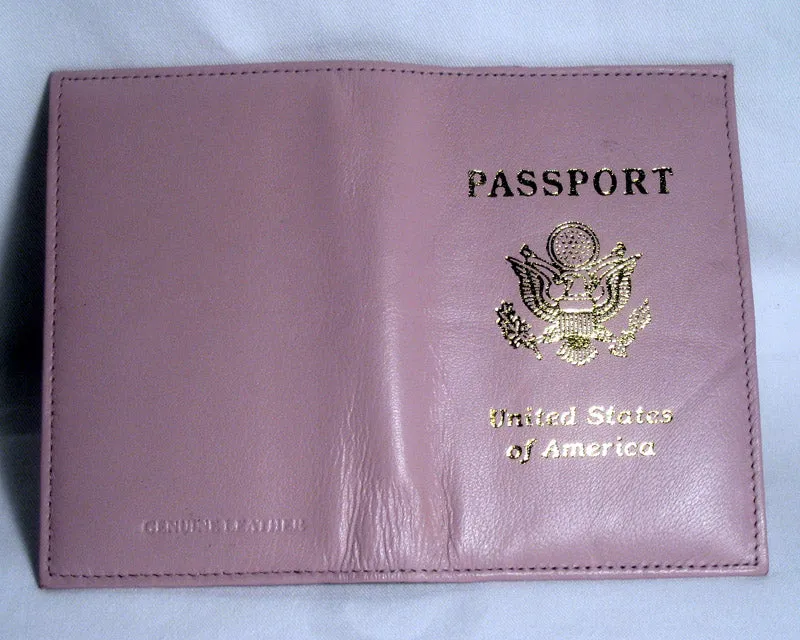 PASSPORT
United States
of America
GENUINE LEATHER